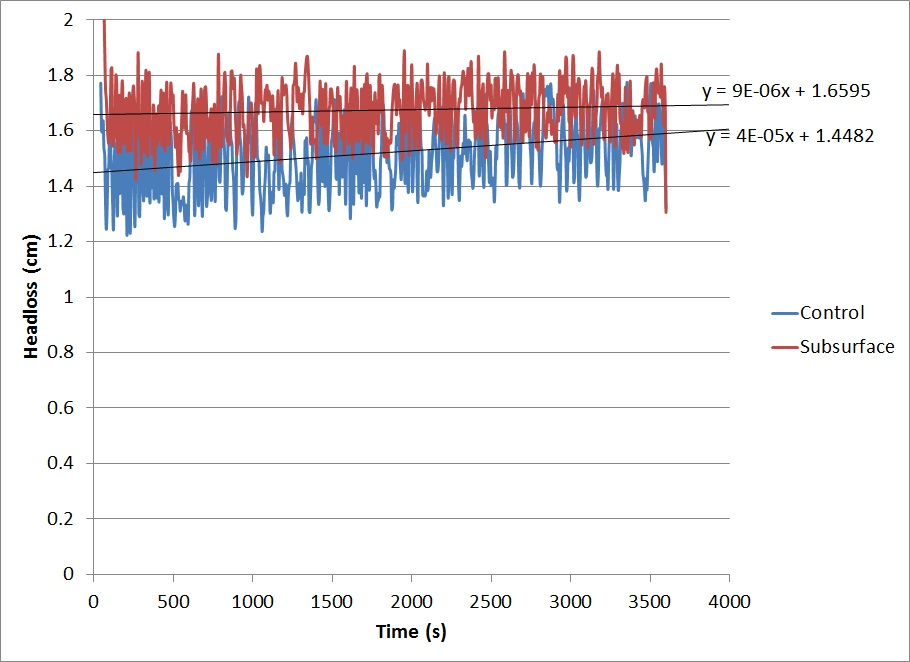 2
1.8
y = 9E-06x + 1.6595
1.6
y = 4E-05x + 1.4482
1.4
1.2
Headloss (cm)
1
Control
0.8
Subsurface
0.6
0.4
0.2
0
0 500 1000 1500 2000 2500 3000 3500 4000
Time (s)